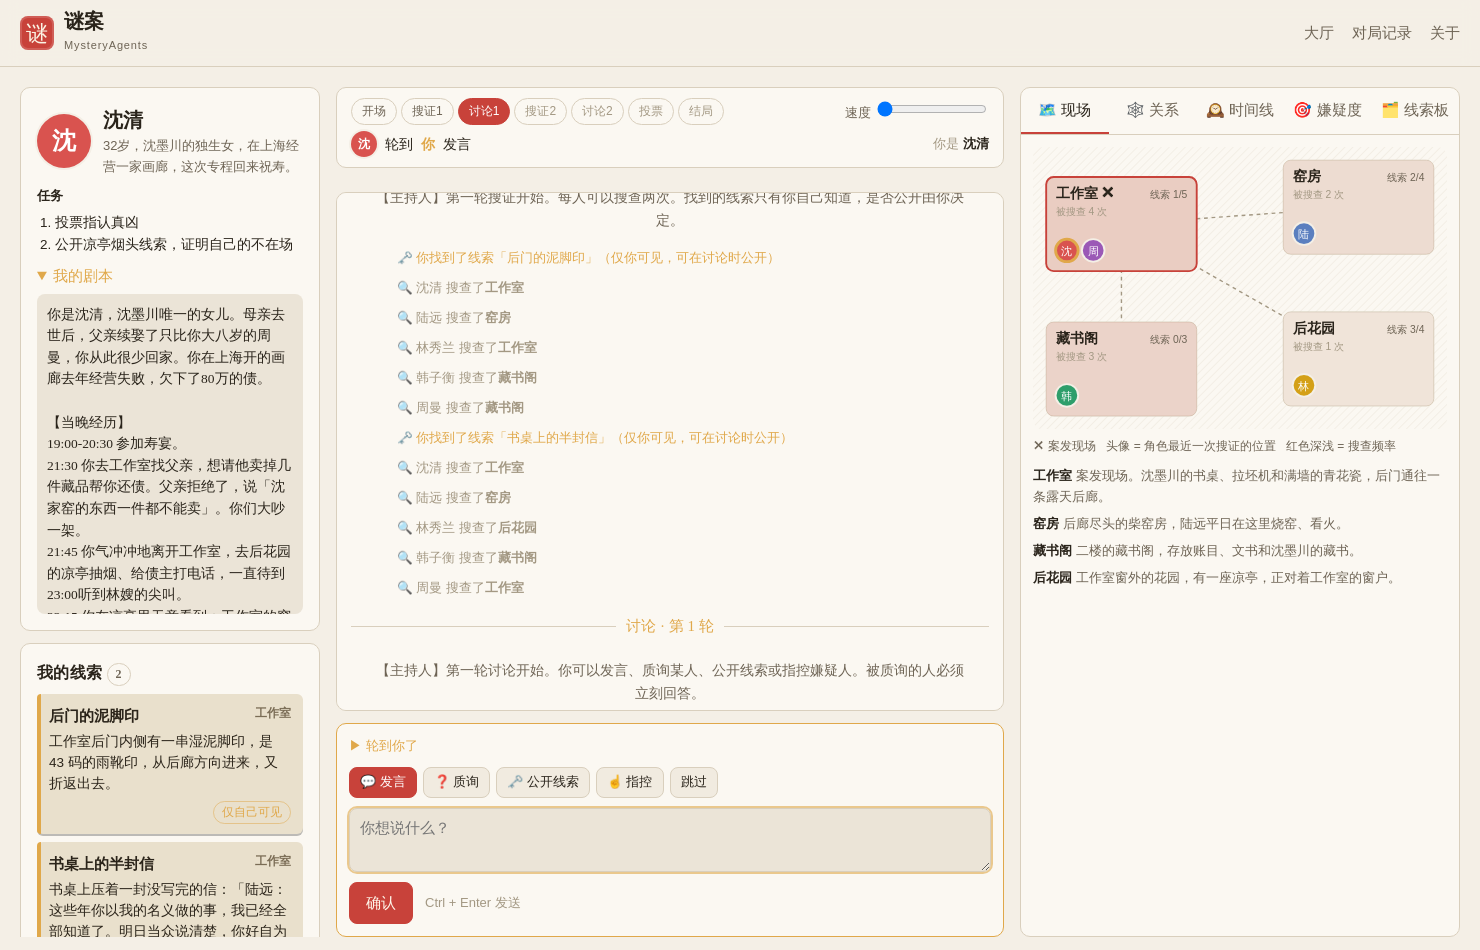 谜
谜案
MysteryAgents
大厅 对局记录 关于
沈
沈清
32岁，沈墨川的独生女，在上海经
营一家画廊，这次专程回来祝寿。
任务
1. 投票指认真凶
2. 公开凉亭烟头线索，证明自己的不在场
▼ 我的剧本
你是沈清，沈墨川唯一的女儿。母亲去
世后，父亲续娶了只比你大八岁的周
曼，你从此很少回家。你在上海开的画
廊去年经营失败，欠下了80万的债。
【当晚经历】
19:00-20:30 参加寿宴。
21:30 你去工作室找父亲，想请他卖掉几
件藏品帮你还债。父亲拒绝了，说「沈
家窑的东西一件都不能卖」。你们大吵
一架。
21:45 你气冲冲地离开工作室，去后花园
的凉亭抽烟、给债主打电话，一直待到
23:00听到林嫂的尖叫。
我的线索 2
后门的泥脚印 工作室
工作室后门内侧有一串湿泥脚印，是
43 码的雨靴印，从后廊方向进来，又
折返出去。
仅自己可见
书桌上的半封信 工作室
书桌上压着一封没写完的信：「陆远：
这些年你以我的名义做的事，我已经全
部知道了。明日当众说清楚，你好自为
开场 搜证1 讨论1 搜证2 讨论2 投票 结局
速度
沈 轮到 你 发言
你是 沈清
【主持人】第一轮搜证开始。每人可以搜查两次。找到的线索只有你自己知道，是否公开由你决
定。
你找到了线索「后门的泥脚印」（仅你可见，可在讨论时公开）
沈清 搜查了工作室
陆远 搜查了窑房
林秀兰 搜查了工作室
韩子衡 搜查了藏书阁
周曼 搜查了藏书阁
你找到了线索「书桌上的半封信」（仅你可见，可在讨论时公开）
沈清 搜查了工作室
陆远 搜查了窑房
林秀兰 搜查了后花园
韩子衡 搜查了藏书阁
周曼 搜查了工作室
讨论 · 第 1 轮
【主持人】第一轮讨论开始。你可以发言、质询某人、公开线索或指控嫌疑人。被质询的人必须
立刻回答。
▶ 轮到你了
💬 发言 ❓ 质询 🗝️ 公开线索 ☝️ 指控 跳过
你想说什么？
确认 Ctrl + Enter 发送
现场 关系 时间线 嫌疑度 线索板
工作室 ✕ 线索 1/5
被搜查 4 次
沈 周
窑房 线索 2/4
被搜查 2 次
陆
藏书阁 线索 0/3
被搜查 3 次
韩
后花园 线索 3/4
被搜查 1 次
林
✕ 案发现场 头像 = 角色最近一次搜证的位置 红色深浅 = 搜查频率
工作室 案发现场。沈墨川的书桌、拉坯机和满墙的青花瓷，后门通往一
条露天后廊。
窑房 后廊尽头的柴窑房，陆远平日在这里烧窑、看火。
藏书阁 二楼的藏书阁，存放账目、文书和沈墨川的藏书。
后花园 工作室窗外的花园，有一座凉亭，正对着工作室的窗户。